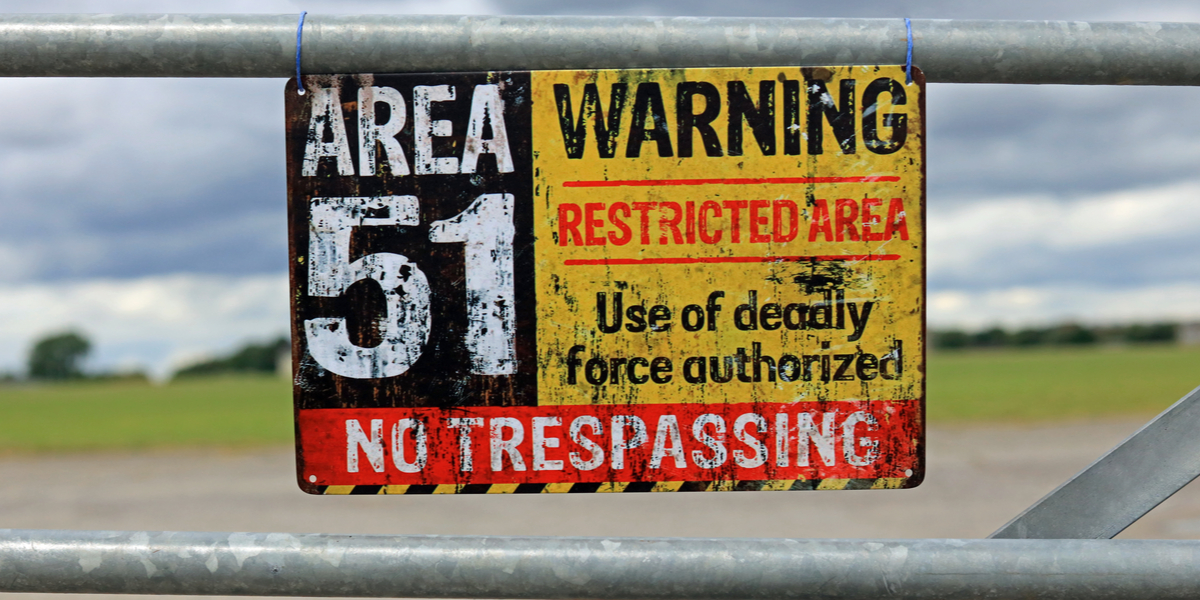 AREA
51
WARNING
RESTRICTED AREA
Use of deadly
force authorized
NO TRESPASSING